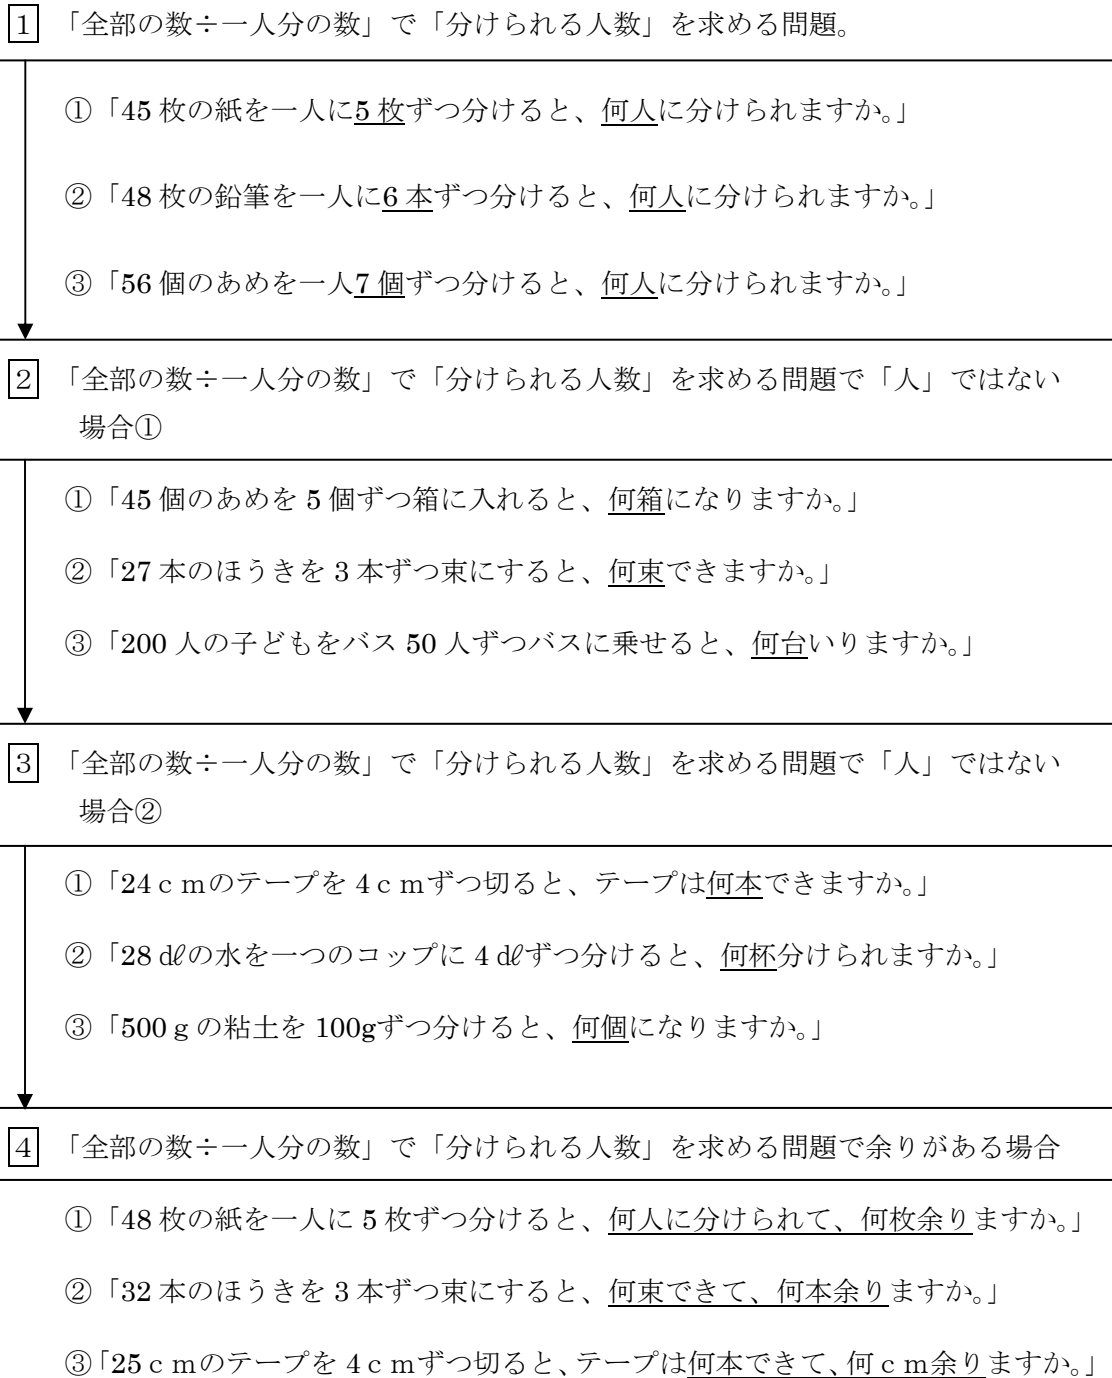 1 「全部の数÷一人分の数」で「分けられる人数」を求める問題。
①「45 枚の紙を一人に5 枚ずつ分けると、何人に分けられますか。」
②「48 枚の鉛筆を一人に6 本ずつ分けると、何人に分けられますか。」
③「56 個のあめを一人7 個ずつ分けると、何人に分けられますか。」
2 「全部の数÷一人分の数」で「分けられる人数」を求める問題で「人」ではない
場合①
①「45 個のあめを 5 個ずつ箱に入れると、何箱になりますか。」
②「27 本のほうきを 3 本ずつ束にすると、何束できますか。」
③「200 人の子どもをバス 50 人ずつバスに乗せると、何台いりますか。」
3 「全部の数÷一人分の数」で「分けられる人数」を求める問題で「人」ではない
場合②
①「24ｃｍのテープを 4ｃｍずつ切ると、テープは何本できますか。」
②「28 dℓの水を一つのコップに 4 dℓずつ分けると、何杯分けられますか。」
③「500ｇの粘土を 100gずつ分けると、何個になりますか。」
4 「全部の数÷一人分の数」で「分けられる人数」を求める問題で余りがある場合
①「48 枚の紙を一人に 5 枚ずつ分けると、何人に分けられて、何枚余りますか。」
②「32 本のほうきを 3 本ずつ束にすると、何束できて、何本余りますか。」
③「25ｃｍのテープを 4ｃｍずつ切ると、テープは何本できて、何ｃｍ余りますか。」